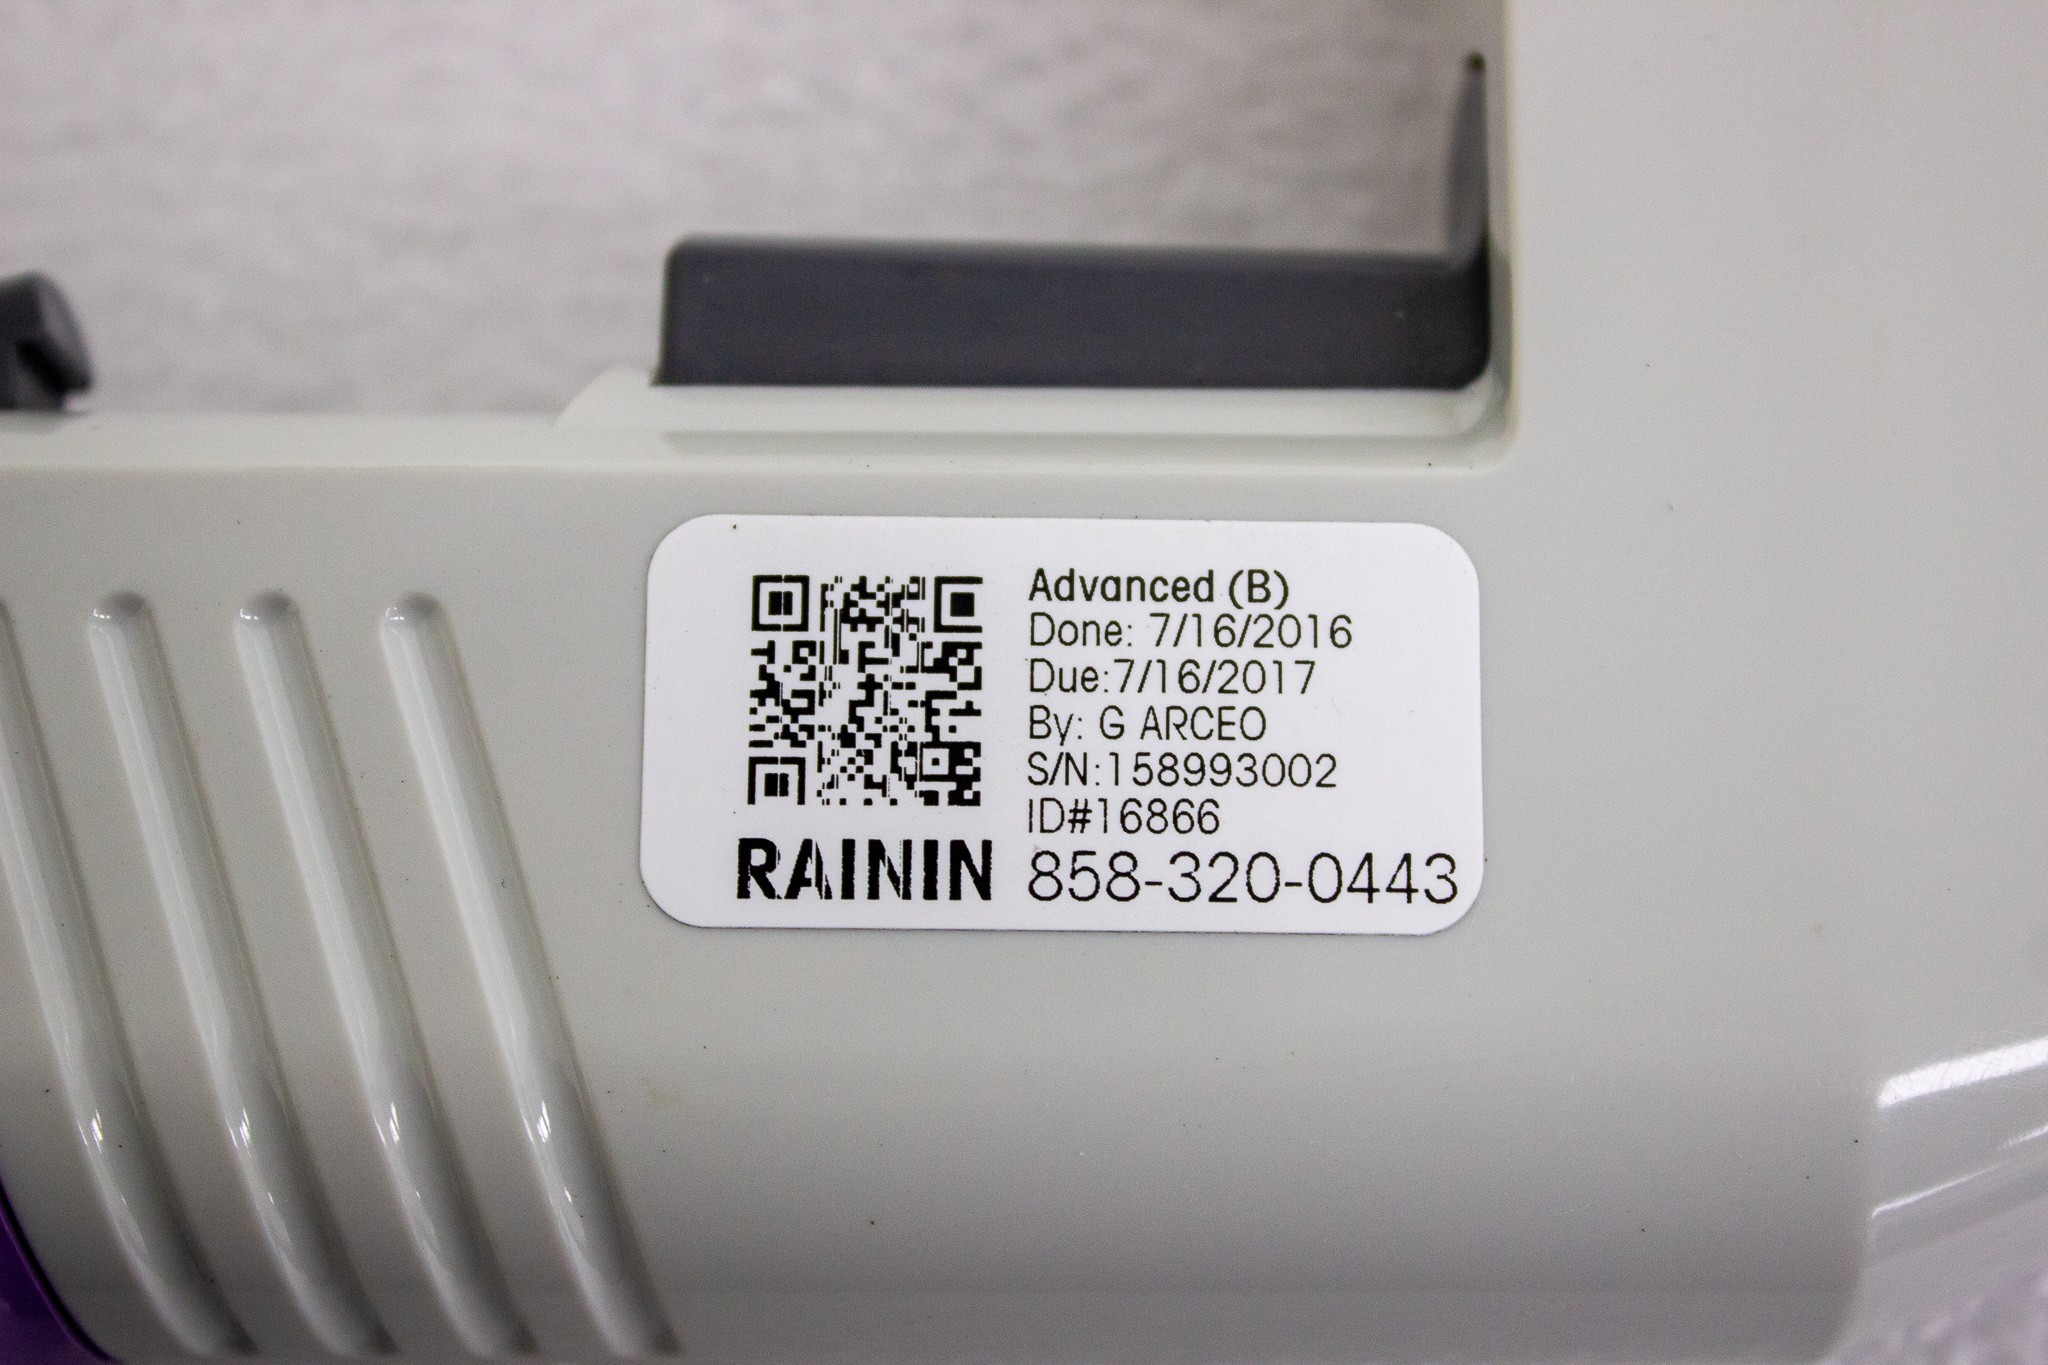 Advanced (B)
Done: 7/16/2016
Due:7/16/2017
By: G ARCEO
S/N:158993002
ID#16866
RAININ 858-320-0443